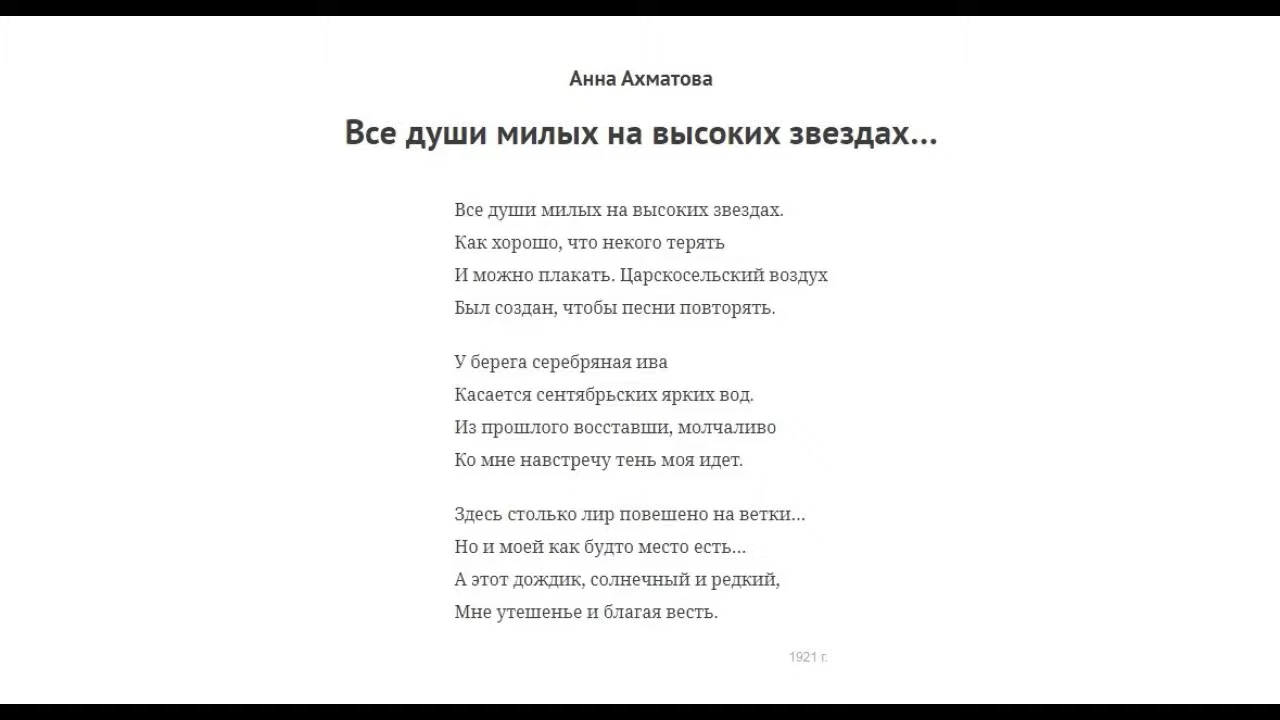 Анна Ахматова
Все души милых на высоких звездах...
Все души милых на высоких звездах.
Как хорошо, что некого терять
И можно плакать. Царскосельский воздух
Был создан, чтобы песни повторять.
У берега серебряная ива
Касается сентябрьских ярких вод.
Из прошлого восставши, молчаливо
Ко мне навстречу тень моя идет.
Здесь столько лир повешено на ветки...
Но и моей как будто место есть...
А этот дождик, солнечный и редкий,
Мне утешенье и благая весть.
1921 г.